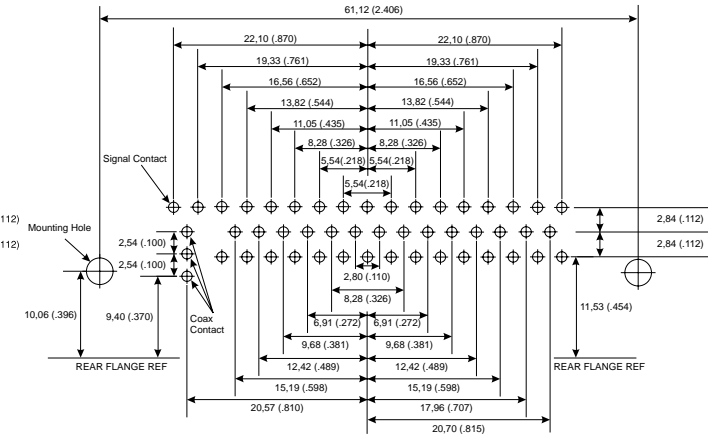 61,12 (2.406)
22,10 (.870) 22,10 (.870)
19,33 (.761) 19,33 (.761)
16,56 (.652) 16,56 (.652)
13,82 (.544) 13,82 (.544)
11,05 (.435) 11,05 (.435)
8,28 (.326) 8,28 (.326)
Signal Contact
5,54(.218) 5,54(.218)
5,54(.218)
112)
Mounting Hole
2,84 (.112)
112)
2,54 (.100)
2,84 (.112)
2,54 (.100)
2,80 (.110)
8,28 (.326)
10,06 (.396)
9,40 (.370)
Coax
Contact
6,91 (.272) 6,91 (.272)
11,53 (.454)
9,68 (.381) 9,68 (.381)
REAR FLANGE REF
12,42 (.489) 12,42 (.489)
REAR FLANGE REF
15,19 (.598) 15,19 (.598)
20,57 (.810) 17,96 (.707)
20,70 (.815)